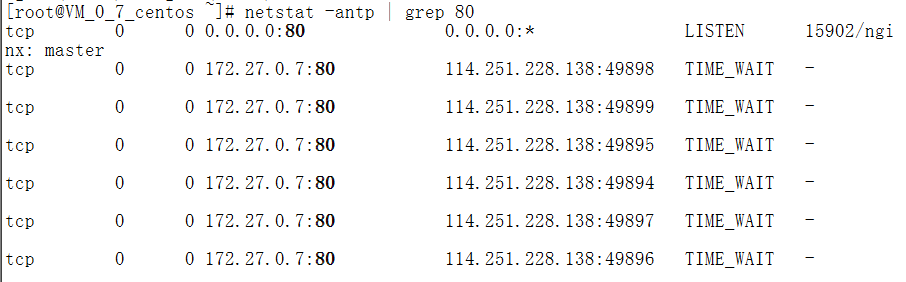 [root@VM_0_7_centos ~]# netstat -antp | grep 80
tcp        0      0 0.0.0.0:80              0.0.0.0:*               LISTEN      15902/ngi
nx: master
tcp        0      0 172.27.0.7:80           114.251.228.138:49898   TIME_WAIT   -
tcp        0      0 172.27.0.7:80           114.251.228.138:49899   TIME_WAIT   -
tcp        0      0 172.27.0.7:80           114.251.228.138:49895   TIME_WAIT   -
tcp        0      0 172.27.0.7:80           114.251.228.138:49894   TIME_WAIT   -
tcp        0      0 172.27.0.7:80           114.251.228.138:49897   TIME_WAIT   -
tcp        0      0 172.27.0.7:80           114.251.228.138:49896   TIME_WAIT   -